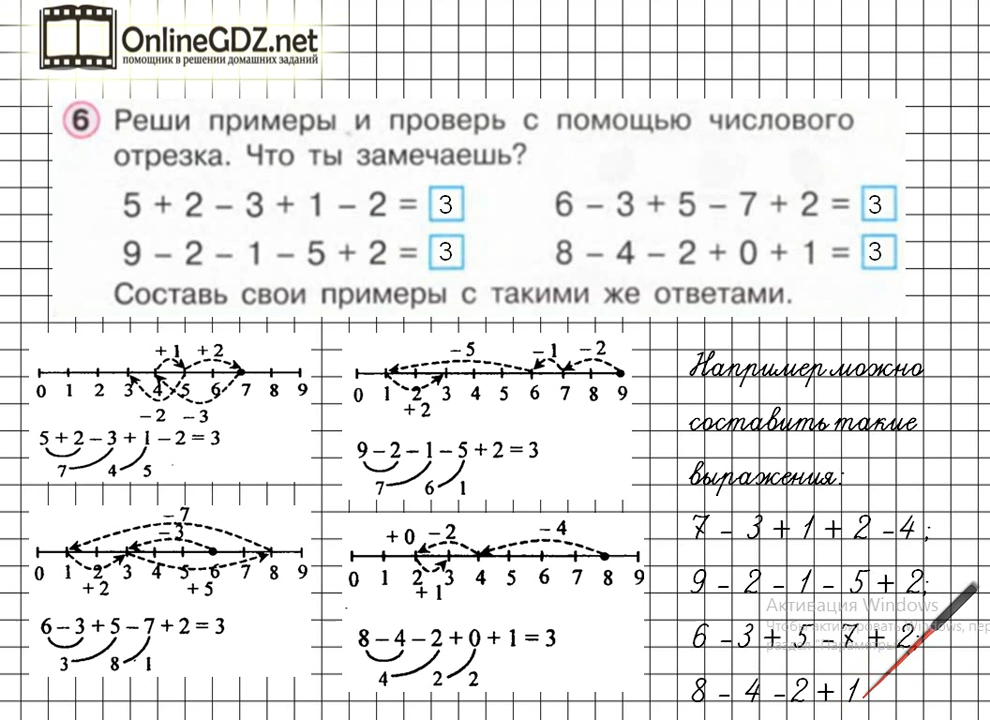 OnlineGDZ.net
помощник в решении домашних заданий
6 Реши примеры и проверь с помощью числового
отрезка. Что ты замечаешь?
5 + 2 – 3 + 1 – 2 = 3
6 – 3 + 5 – 7 + 2 = 3
9 – 2 – 1 – 5 + 2 = 3
8 – 4 – 2 + 0 + 1 = 3
Составь свои примеры с такими же ответами.
+1 +2
0 1 2 3 4 5 6 7 8 9
–2 –3
5 + 2 – 3 + 1 – 2 = 3
7 4 5
–5 –1 –2
0 1 2 3 4 5 6 7 8 9
+2
9 – 2 – 1 – 5 + 2 = 3
7 6 1
–7
–3
0 1 2 3 4 5 6 7 8 9
+2 +5
6 – 3 + 5 – 7 + 2 = 3
3 8 1
+0 –2 –4
0 1 2 3 4 5 6 7 8 9
+1
8 – 4 – 2 + 0 + 1 = 3
4 2 2
Например можно
составить такие
выражения:
7 - 3 + 1 + 2 - 4;
9 - 2 - 1 - 5 + 2;
6 - 3 + 5 - 7 + 2;
8 - 4 - 2 + 1
Активация Windows
Чтобы активировать Windows, пер
раздел "Параметры